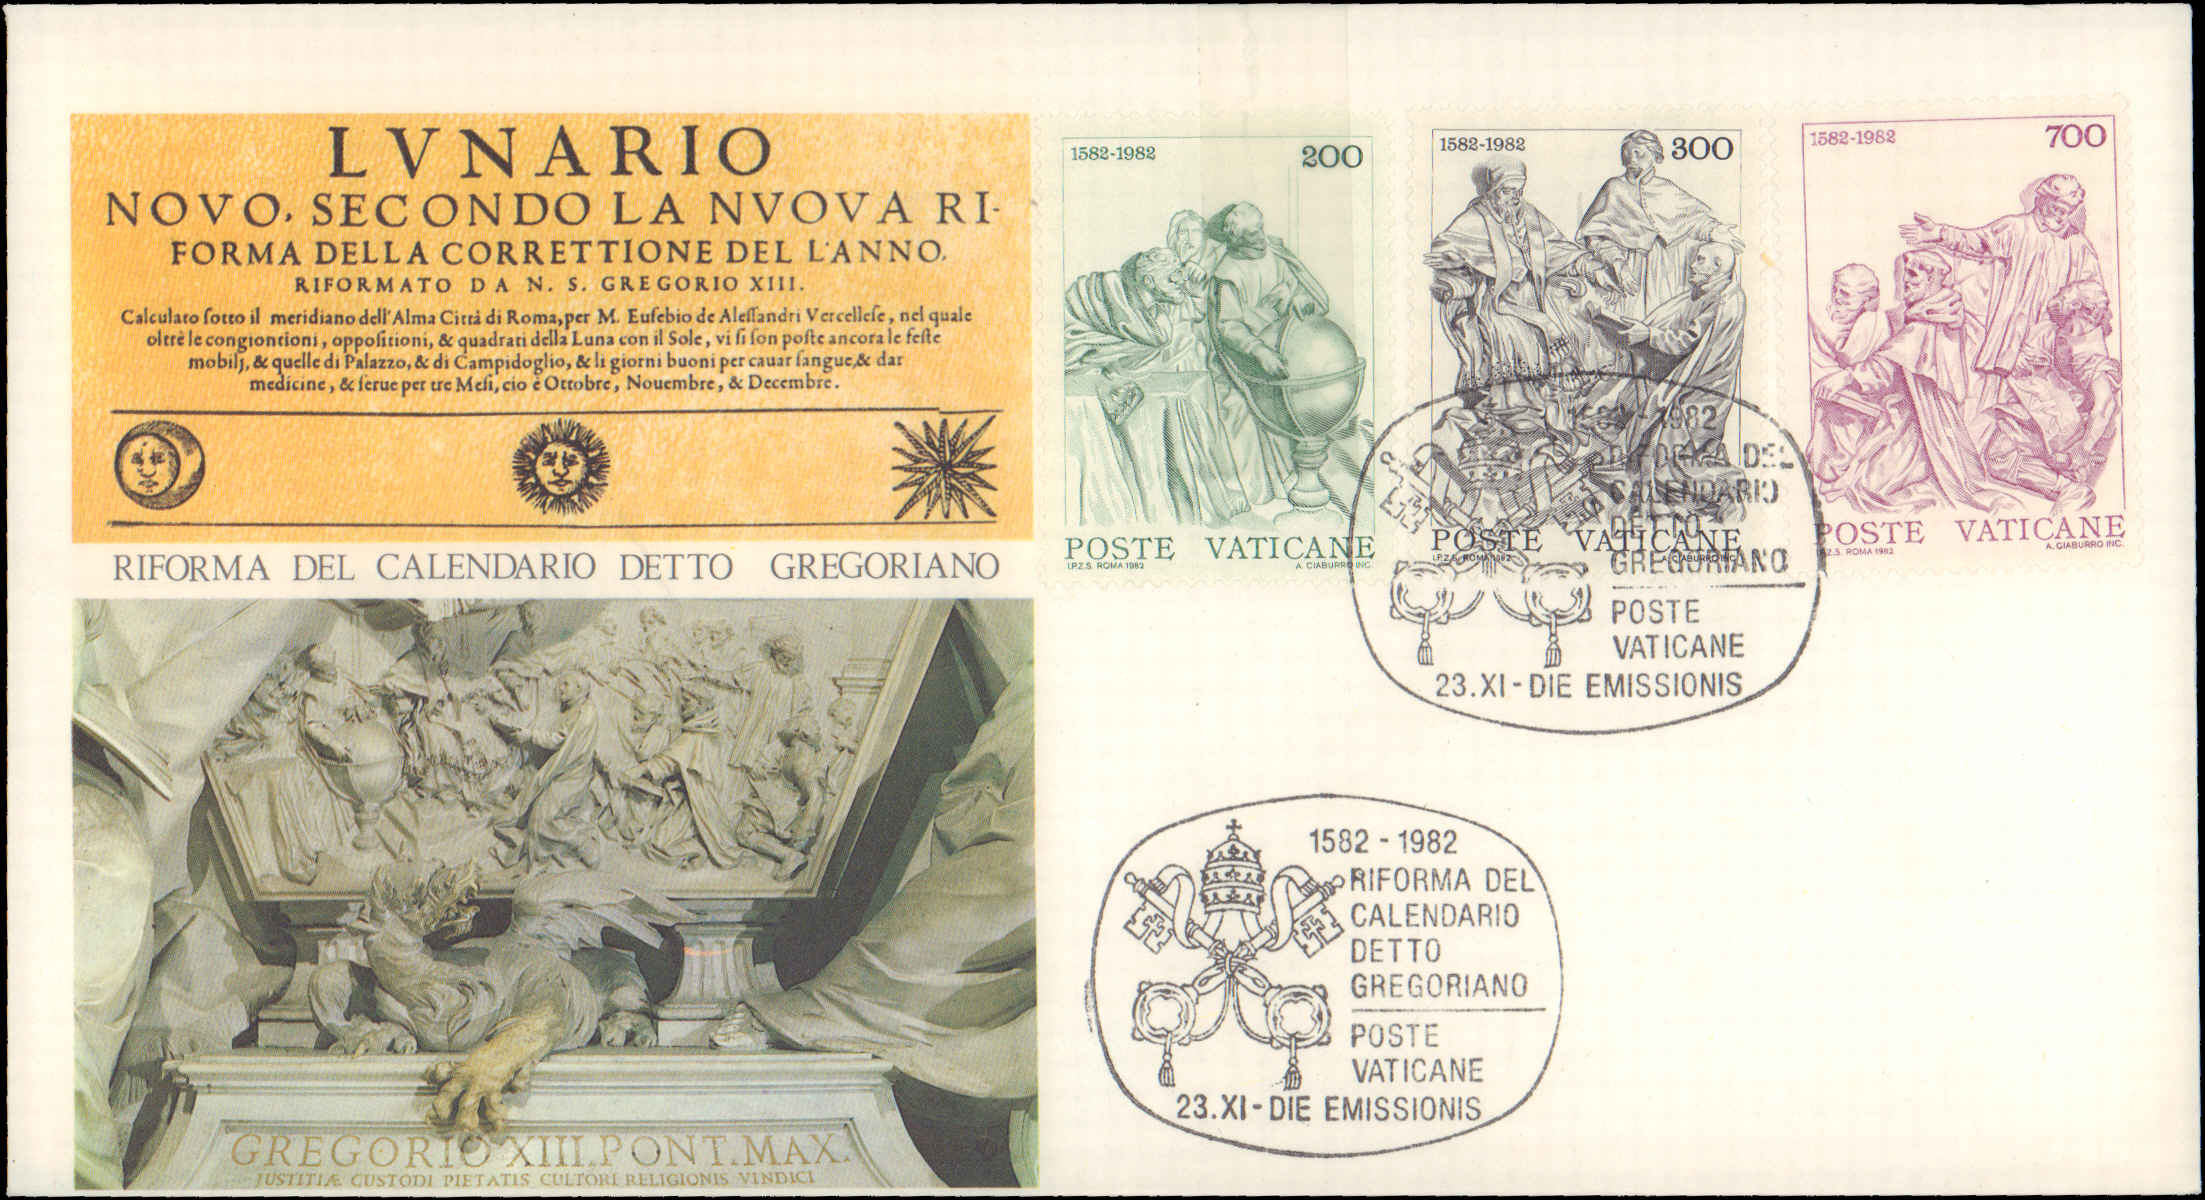 LVNARIO
NOVO, SECONDO LA NVOVA RI-
FORMA DELLA CORRETTIONE DEL L'ANNO.
RIFORMATO DA N. S. GREGORIO XIII.
Calculato sotto il meridiano dell'Alma Città di Roma, per M. Eusebio de Alessandri Vercellese, nel quale
oltrè le congiontioni, oppositioni, & quadrati della Luna con il Sole, vi si son poste ancora le feste
mobilj, & quelle di Palazzo, & di Campidoglio, & li giorni buoni per cauar sangue, & dar
medicine, & serue per tre Mesi, cio è Ottobre, Nouembre, & Decembre.
RIFORMA DEL CALENDARIO DETTO GREGORIANO
GREGORIO XIII. PONT. MAX.
JUSTITIÆ CUSTODI PIETATIS CULTORI RELIGIONIS VINDICI
1582-1982 200
POSTE VATICANE
I.P.Z.S. ROMA 1982 A. CIABURRO INC.
1582-1982 300
POSTE VATICANE
I.P.Z.S. ROMA 1982 A. CIABURRO INC.
1582-1982 700
POSTE VATICANE
I.P.Z.S. ROMA 1982 A. CIABURRO INC.
1582-1982
RIFORMA DEL
CALENDARIO
DETTO
GREGORIANO
POSTE
VATICANE
23.XI-DIE EMISSIONIS
1582-1982
RIFORMA DEL
CALENDARIO
DETTO
GREGORIANO
POSTE
VATICANE
23.XI-DIE EMISSIONIS